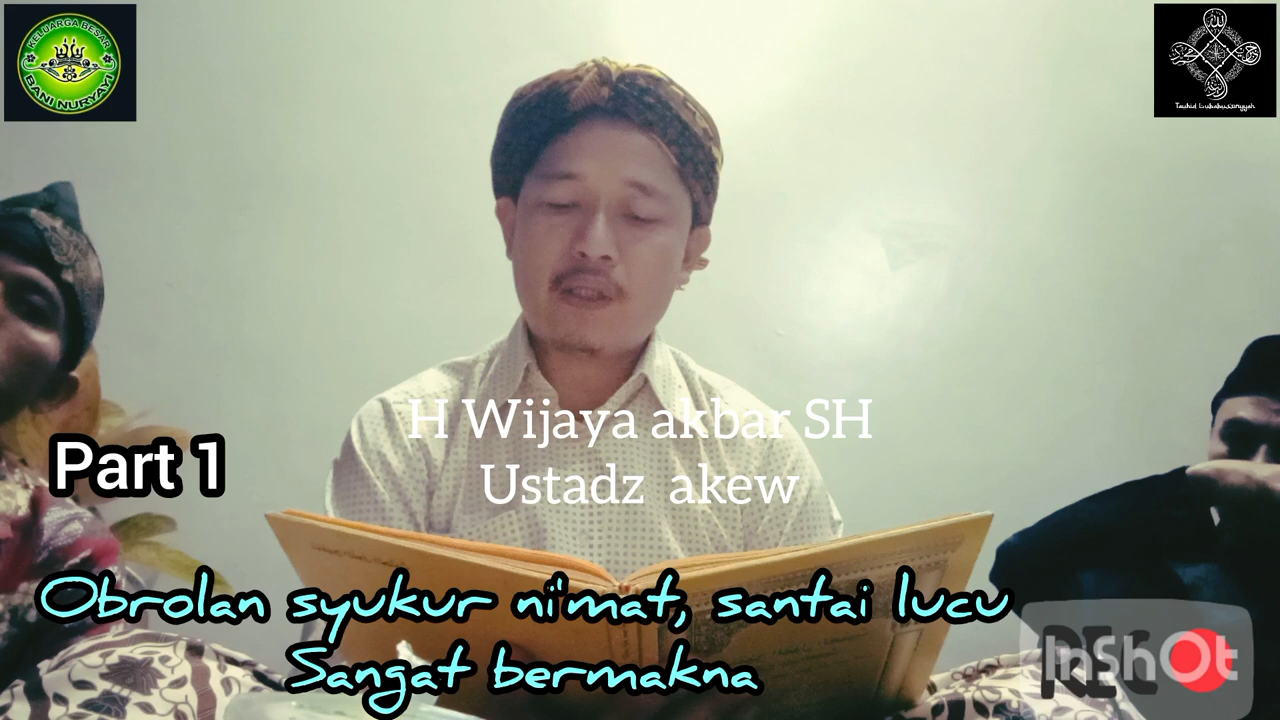 KELUARGA BESAR
BANI NURYAYI
H Wijaya akbar SH
Ustadz akew
Part 1
Obrolan syukur ni'mat, santai lucu
Sangat bermakna
InShOt